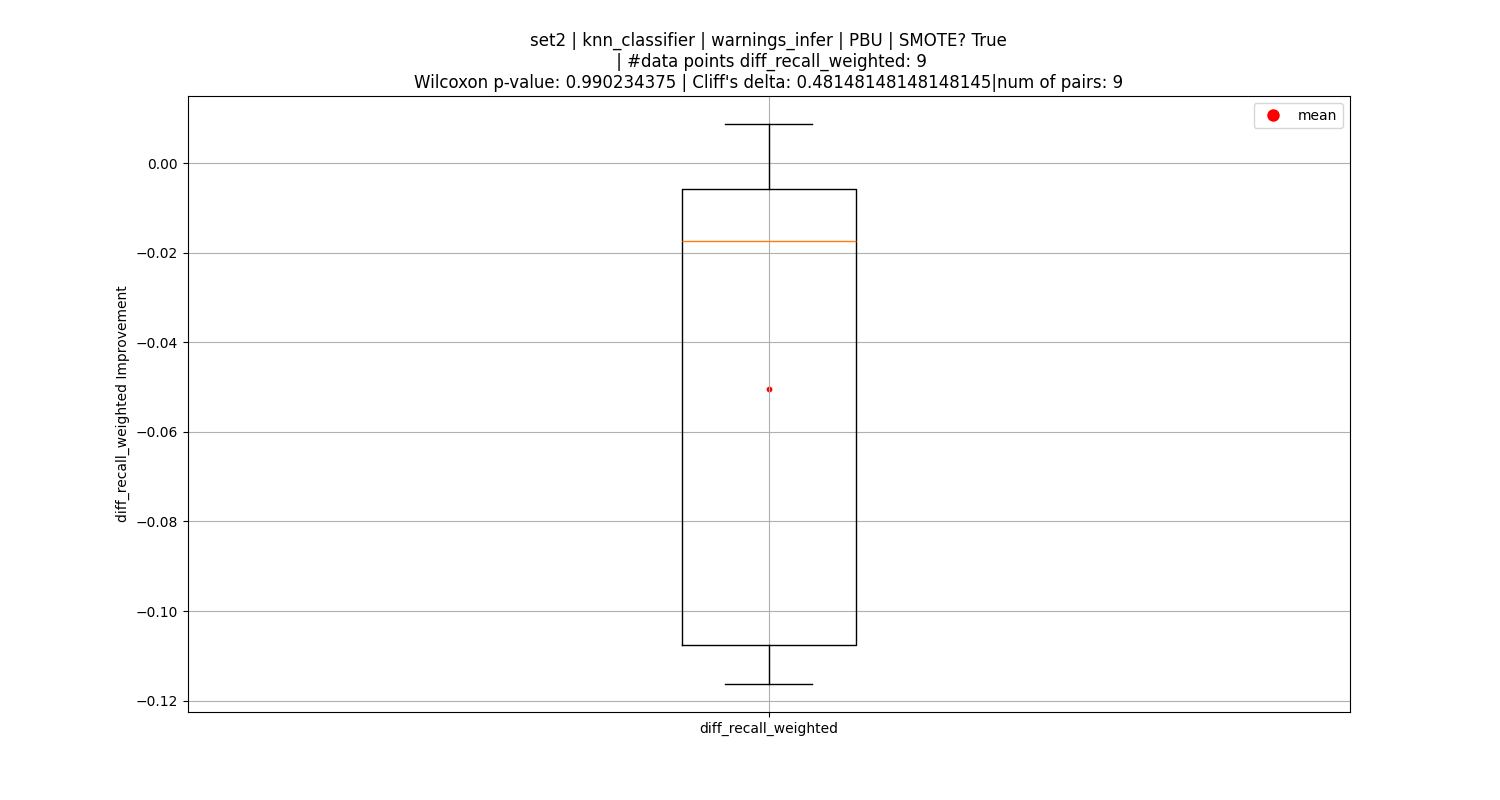 set2 | knn_classifier | warnings_infer | PBU | SMOTE? True
| #data points diff_recall_weighted: 9
Wilcoxon p-value: 0.990234375 | Cliff's delta: 0.48148148148148145|num of pairs: 9
mean
0.00
−0.02
−0.04
−0.06
−0.08
−0.10
−0.12
diff_recall_weighted Improvement
diff_recall_weighted